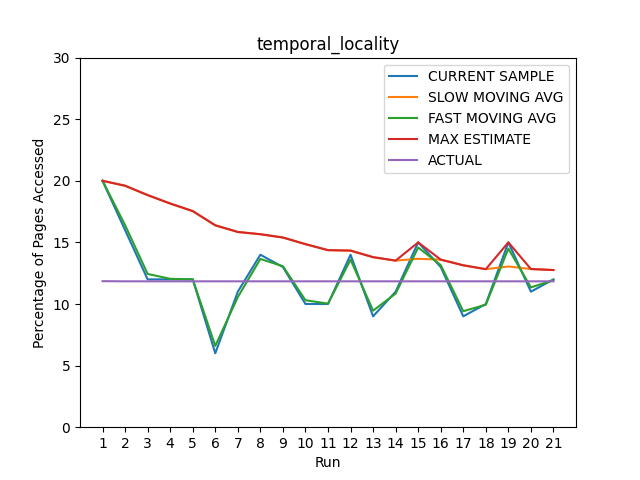 temporal_locality
30
25
20
15
10
5
0
Percentage of Pages Accessed
CURRENT SAMPLE
SLOW MOVING AVG
FAST MOVING AVG
MAX ESTIMATE
ACTUAL
1 2 3 4 5 6 7 8 9 10 11 12 13 14 15 16 17 18 19 20 21
Run